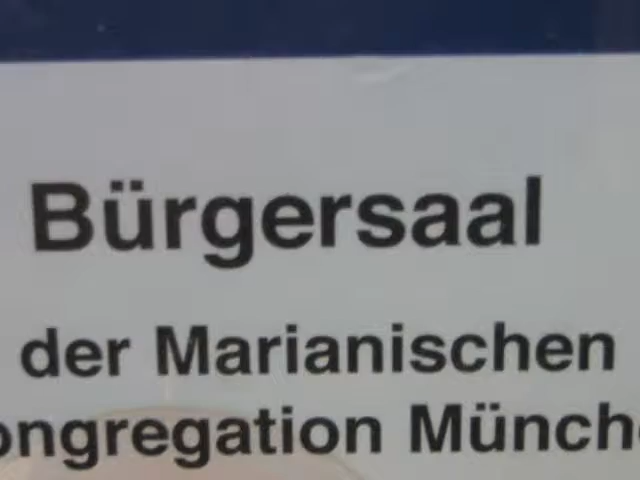 Bürgersaal
der Marianischen
ongregation Münch